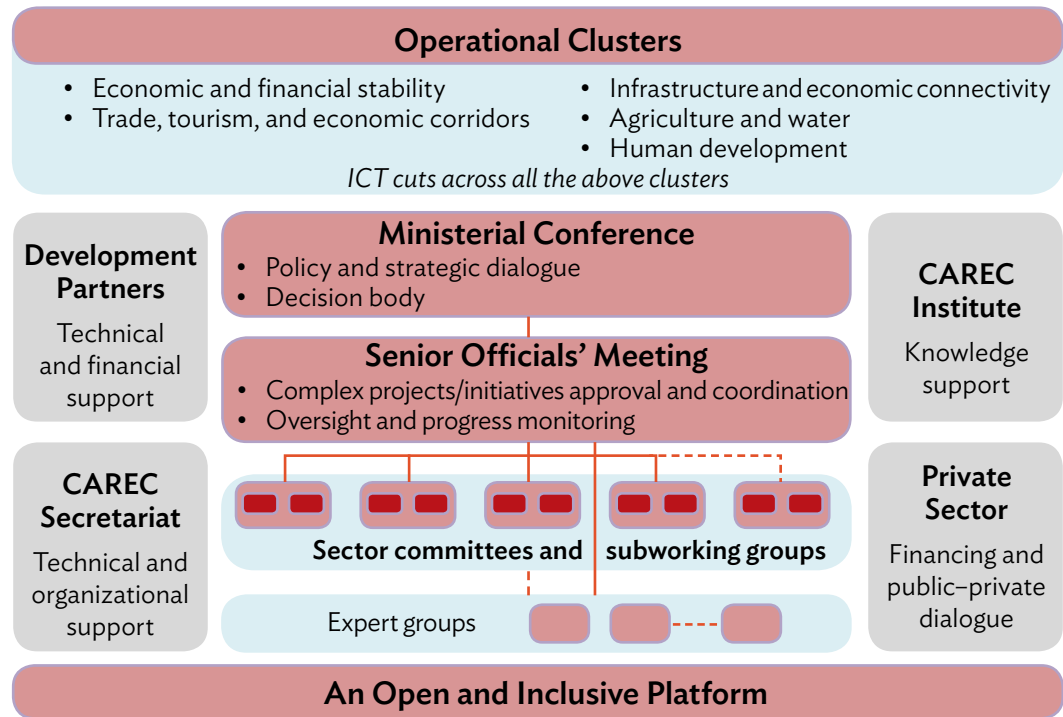 Operational Clusters
• Economic and financial stability
• Trade, tourism, and economic corridors
• Infrastructure and economic connectivity
• Agriculture and water
• Human development
ICT cuts across all the above clusters
Development
Partners
Technical
and financial
support
Ministerial Conference
• Policy and strategic dialogue
• Decision body
CAREC
Institute
Knowledge
support
Senior Officials’ Meeting
• Complex projects/initiatives approval and coordination
• Oversight and progress monitoring
CAREC
Secretariat
Technical and
organizational
support
Sector committees and subworking groups
Expert groups
Private
Sector
Financing and
public–private
dialogue
An Open and Inclusive Platform